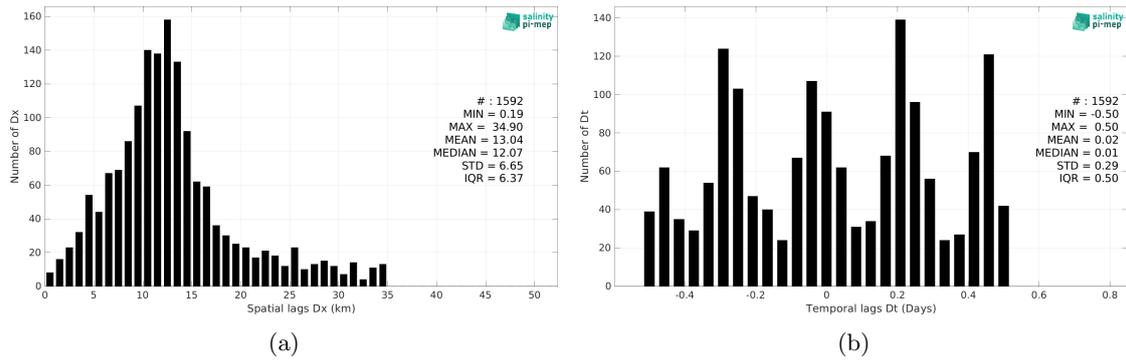 160
140
120
100
80
60
40
20
0
Number of Dx
salinity
pi-mep
# : 1592
MIN = 0.19
MAX = 34.90
MEAN = 13.04
MEDIAN = 12.07
STD = 6.65
IQR = 6.37
0 5 10 15 20 25 30 35 40 45 50
Spatial lags Dx (km)
(a)
140
120
100
80
60
40
20
0
Number of Dt
salinity
pi-mep
# : 1592
MIN = -0.50
MAX = 0.50
MEAN = 0.02
MEDIAN = 0.01
STD = 0.29
IQR = 0.50
-0.4 -0.2 0 0.2 0.4 0.6 0.8
Temporal lags Dt (Days)
(b)